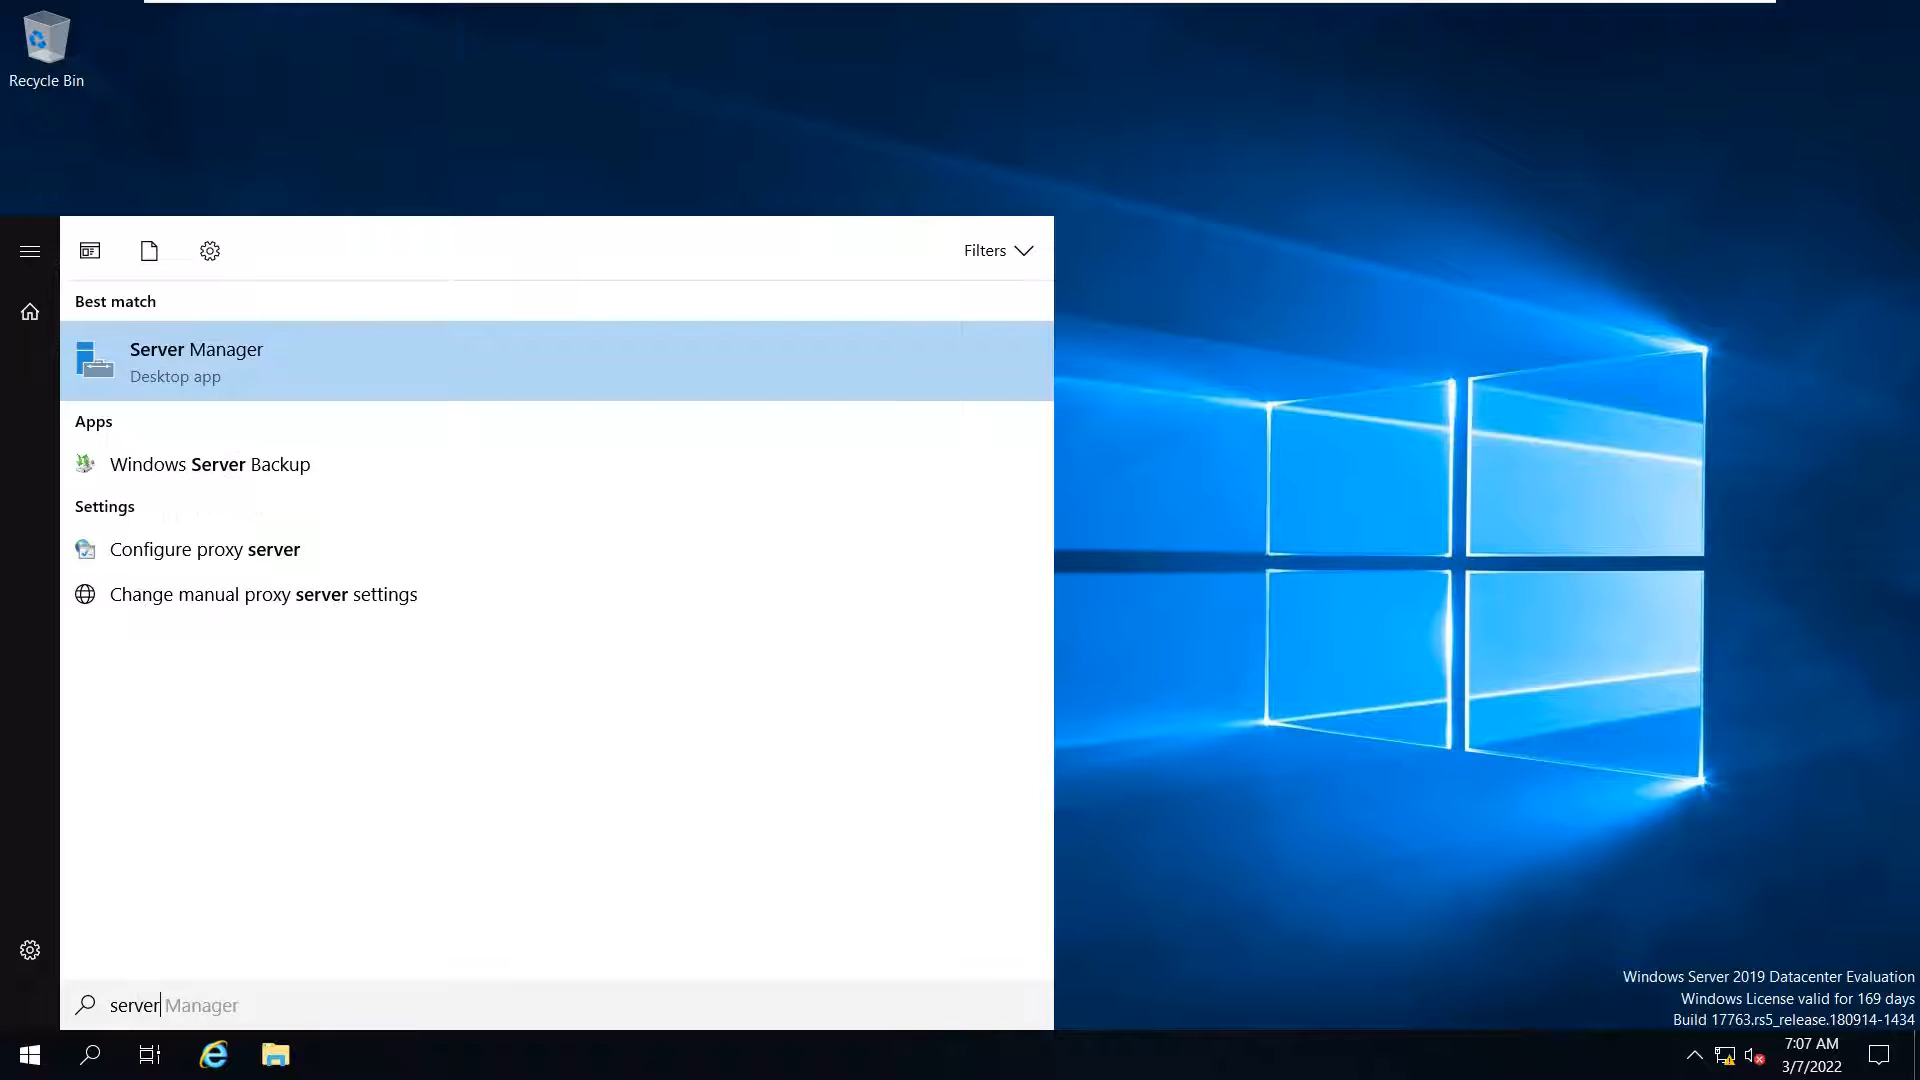 Recycle Bin
Filters
Best match
Server Manager
Desktop app
Apps
Windows Server Backup
Settings
Configure proxy server
Change manual proxy server settings
server Manager
Windows Server 2019 Datacenter Evaluation
Windows License valid for 169 days
Build 17763.rs5_release.180914-1434
7:07 AM
3/7/2022